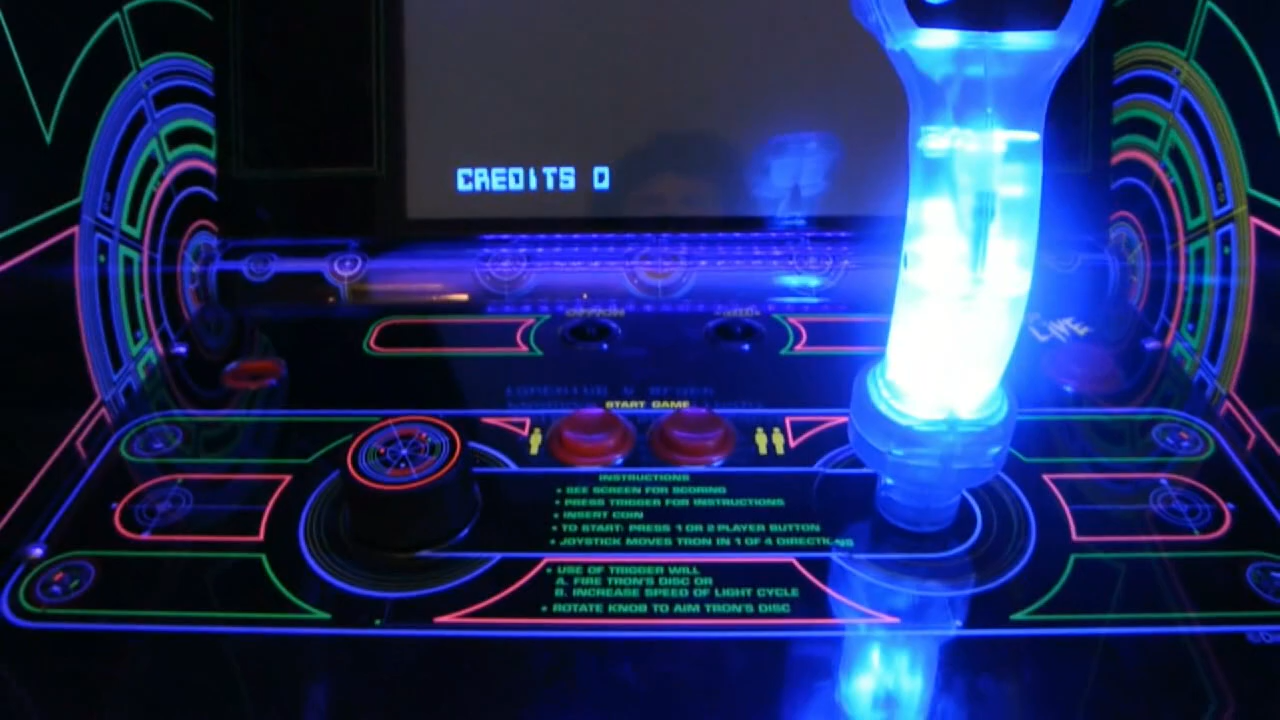 CREDITS 0
LIVE
START GAME
INSTRUCTIONS
• SEE SCREEN FOR SCORING
• PRESS TRIGGER FOR INSTRUCTIONS
• INSERT COIN
• TO START: PRESS 1 OR 2 PLAYER BUTTON
• JOYSTICK MOVES TRON IN 1 OF 4 DIRECTIONS
• USE OF TRIGGER WILL
A. FIRE TRON'S DISC OR
B. INCREASE SPEED OF LIGHT CYCLE
• ROTATE KNOB TO AIM TRON'S DISC